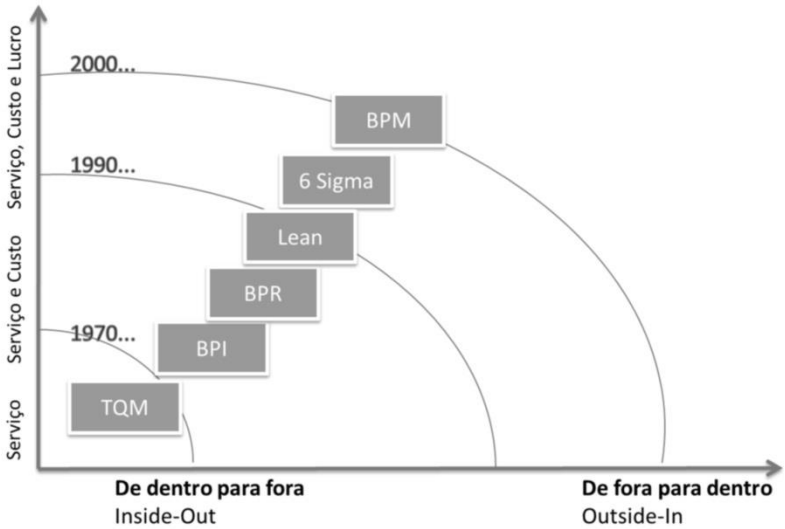 Serviço, Custo e Lucro
Serviço e Custo
Serviço
2000...
BPM
1990...
6 Sigma
Lean
BPR
1970...
BPI
TQM
De dentro para fora
Inside-Out
De fora para dentro
Outside-In